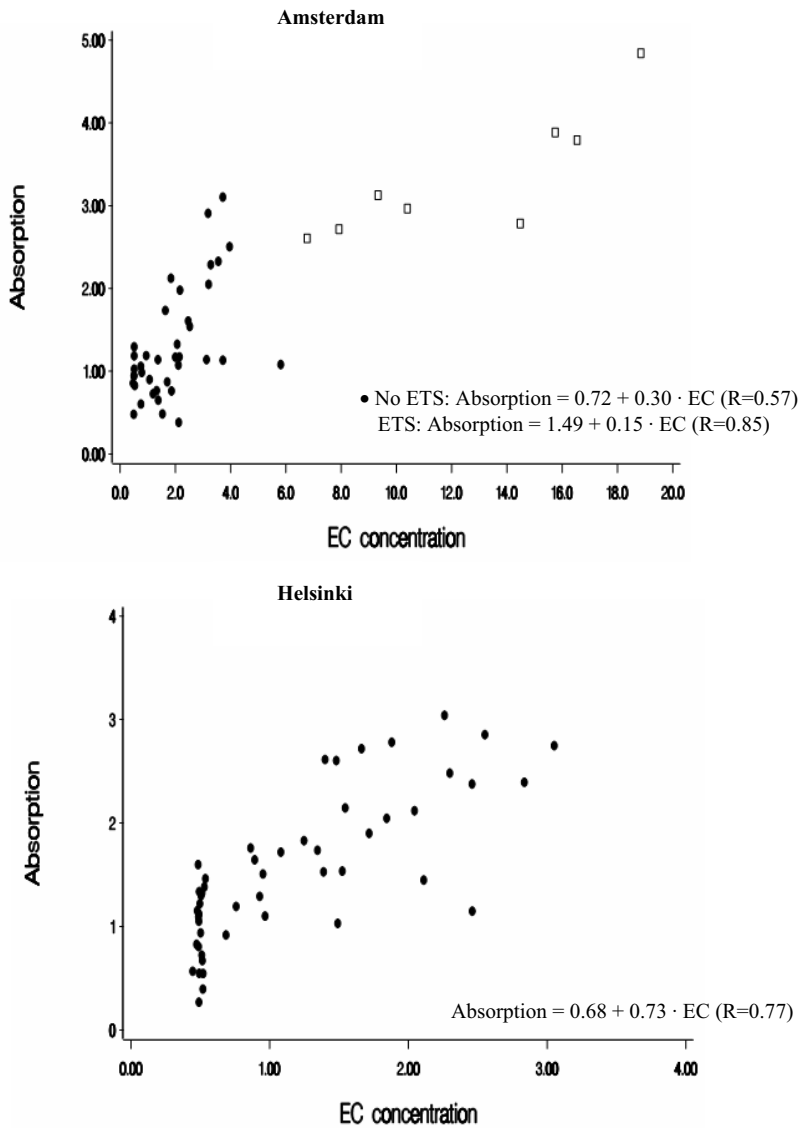 Amsterdam
5.00
4.00
3.00
2.00
1.00
0.00
Absorption
• No ETS: Absorption = 0.72 + 0.30 · EC (R=0.57)
ETS: Absorption = 1.49 + 0.15 · EC (R=0.85)
0.0 2.0 4.0 6.0 8.0 10.0 12.0 14.0 16.0 18.0 20.0
EC concentration
Helsinki
4
3
2
1
0
Absorption
Absorption = 0.68 + 0.73 · EC (R=0.77)
0.00 1.00 2.00 3.00 4.00
EC concentration